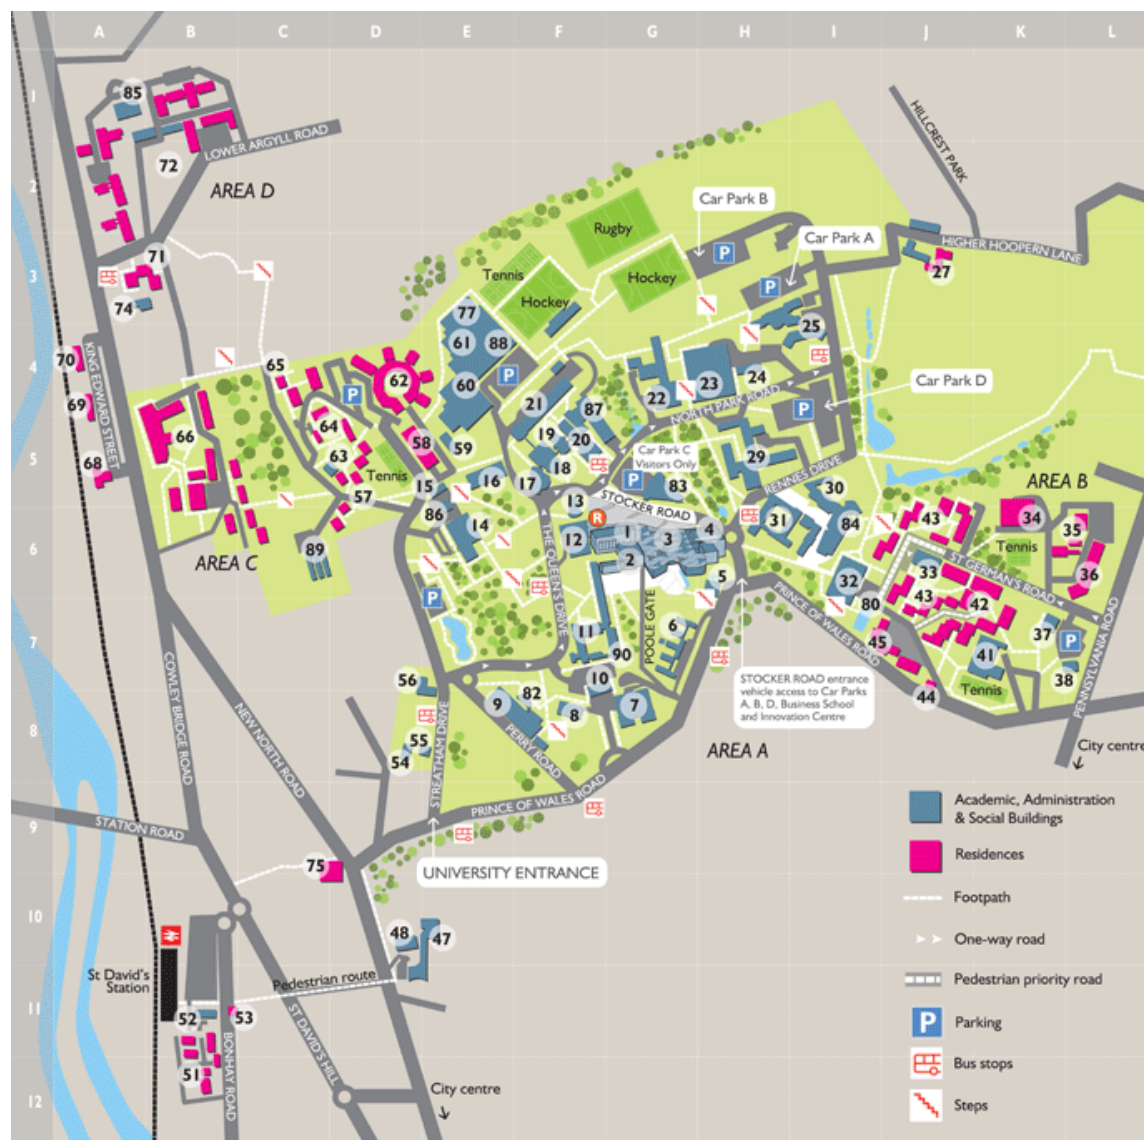 A B C D E F G H I J K L
1
85
HILLCREST PARK
LOWER ARGYLL ROAD
72
2
AREA D
Car Park B
Rugby
Car Park A
71
HIGHER HOOPERN LANE
3
Tennis
Hockey
P
27
74
Hockey
P
77
25
70
KING EDWARD STREET
61
88
65
4
62
P
60
23
24
Car Park D
P
22
NORTH PARK ROAD
P
69
21
87
64
66
58
59
19
20
Car Park C
Visitors Only
29
68
63
5
18
Tennis
16
17
P
83
RENNES DRIVE
AREA B
15
30
57
13
STOCKER ROAD
86
14
R
1
4
31
84
43
34
35
12
3
89
6
2
Tennis
AREA C
5
32
33
ST GERMAN'S ROAD
36
P
THE QUEEN'S DRIVE
POOLE GATE
PRINCE OF WALES ROAD
80
43
42
PENNSYLVANIA ROAD
11
6
45
37
P
7
90
41
38
56
10
STOCKER ROAD entrance
vehicle access to Car Parks
A, B, D, Business School
and Innovation Centre
82
9
8
7
44
Tennis
COWLEY BRIDGE ROAD
NEW NORTH ROAD
STREATHAM DRIVE
PERRY ROAD
8
55
54
AREA A
City centre
PRINCE OF WALES ROAD
STATION ROAD
9
Academic, Administration
& Social Buildings
75
UNIVERSITY ENTRANCE
Residences
Footpath
10
48
47
One-way road
St David's
Station
Pedestrian route
Pedestrian priority road
11
52
53
ST DAVID'S HILL
BONHAY ROAD
P
Parking
Bus stops
51
12
City centre
Steps